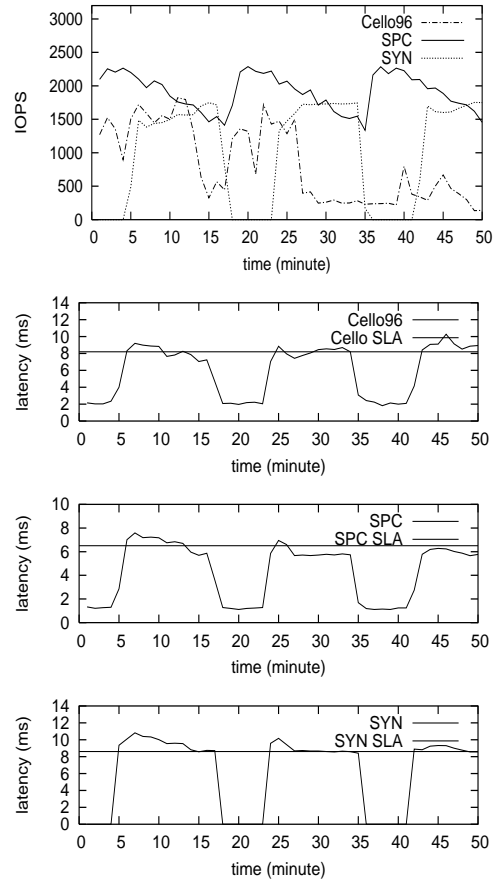 3500
3000
2500
2000
1500
1000
500
0
IOPS
Cello96
SPC
SYN
0 5 10 15 20 25 30 35 40 45 50
time (minute)
14
12
10
8
6
4
2
0
latency (ms)
Cello96
Cello SLA
0 5 10 15 20 25 30 35 40 45 50
time (minute)
10
8
6
4
2
0
latency (ms)
SPC
SPC SLA
0 5 10 15 20 25 30 35 40 45 50
time (minute)
14
12
10
8
6
4
2
0
latency (ms)
SYN
SYN SLA
0 5 10 15 20 25 30 35 40 45 50
time (minute)